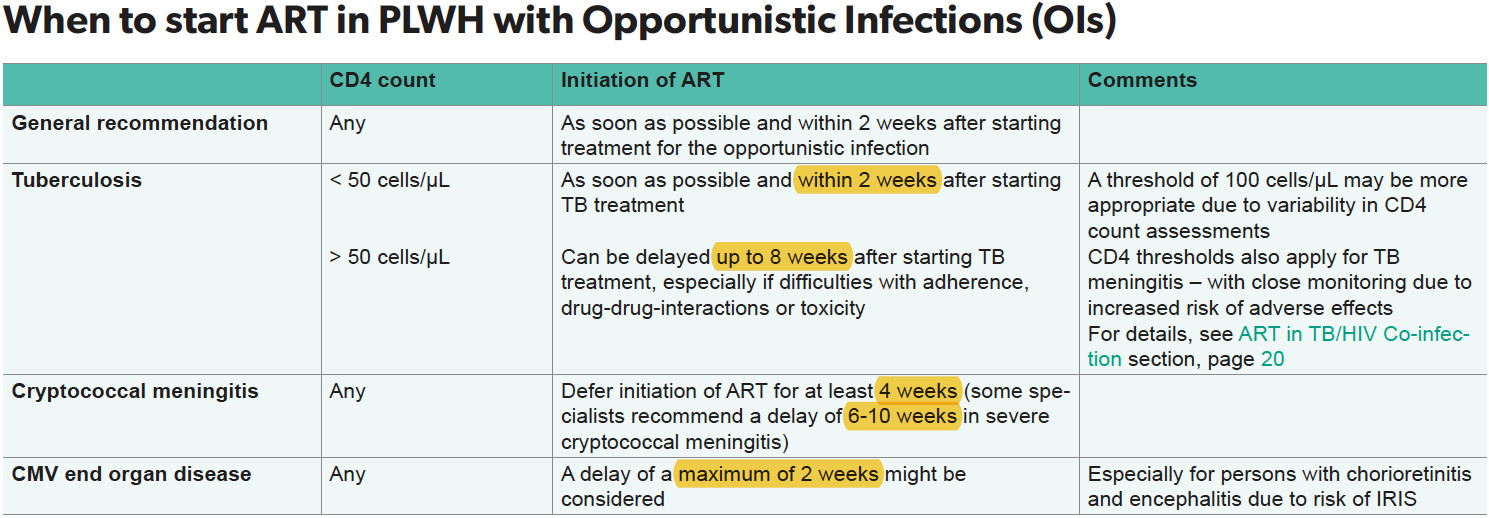 When to start ART in PLWH with Opportunistic Infections (OIs)
CD4 count
Initiation of ART
Comments
General recommendation
Any
As soon as possible and within 2 weeks after starting
treatment for the opportunistic infection
Tuberculosis
< 50 cells/µL
As soon as possible and within 2 weeks after starting
TB treatment
A threshold of 100 cells/µL may be more
appropriate due to variability in CD4
count assessments
> 50 cells/µL
Can be delayed up to 8 weeks after starting TB
treatment, especially if difficulties with adherence,
drug-drug-interactions or toxicity
CD4 thresholds also apply for TB
meningitis – with close monitoring due to
increased risk of adverse effects
For details, see ART in TB/HIV Co-infec-
tion section, page 20
Cryptococcal meningitis
Any
Defer initiation of ART for at least 4 weeks (some spe-
cialists recommend a delay of 6-10 weeks in severe
cryptococcal meningitis)
CMV end organ disease
Any
A delay of a maximum of 2 weeks might be
considered
Especially for persons with chorioretinitis
and encephalitis due to risk of IRIS